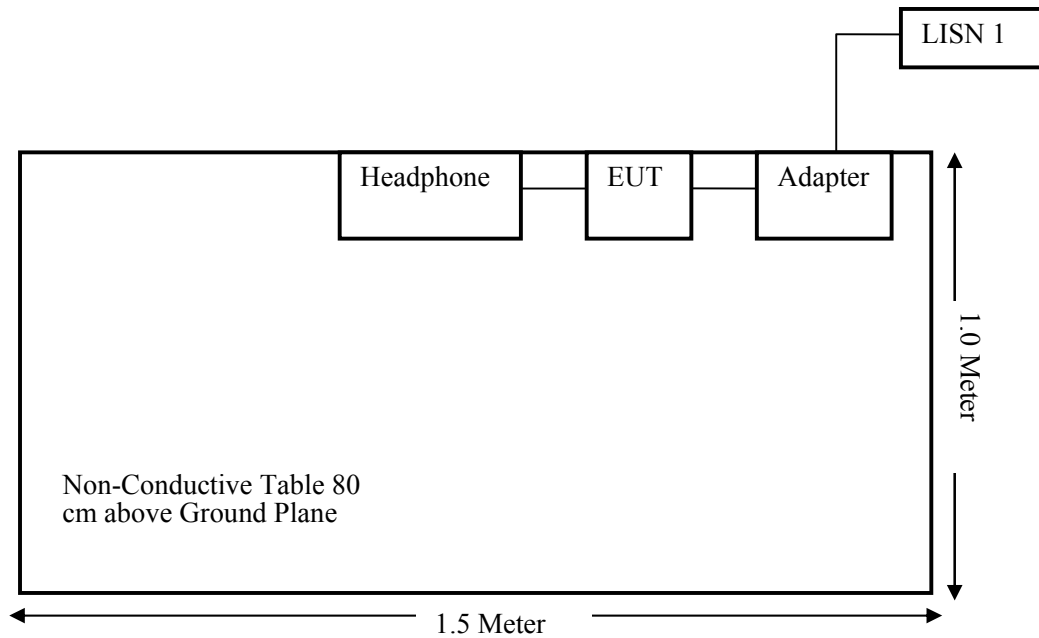 LISN 1
Headphone
EUT
Adapter
1.0 Meter
Non-Conductive Table 80
cm above Ground Plane
1.5 Meter